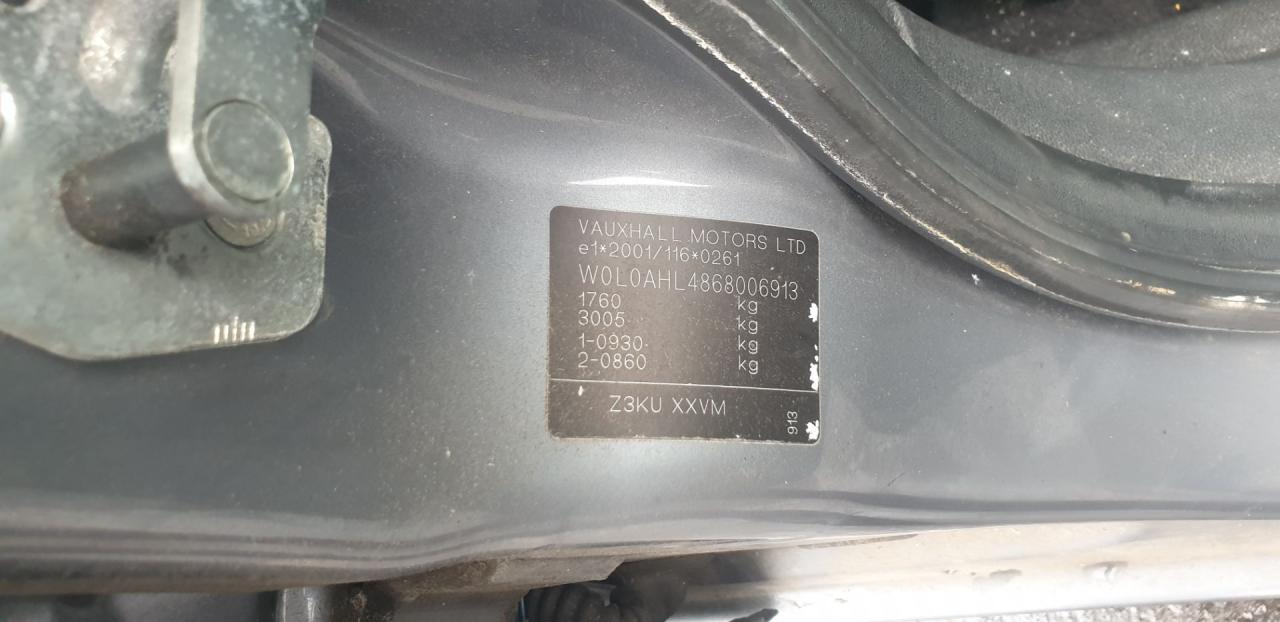 VAUXHALL MOTORS LTD
e1*2001/116*0261
W0L0AHL4868006913
1760 kg
3005 kg
1-0930 kg
2-0860 kg
Z3KU XXVM
913